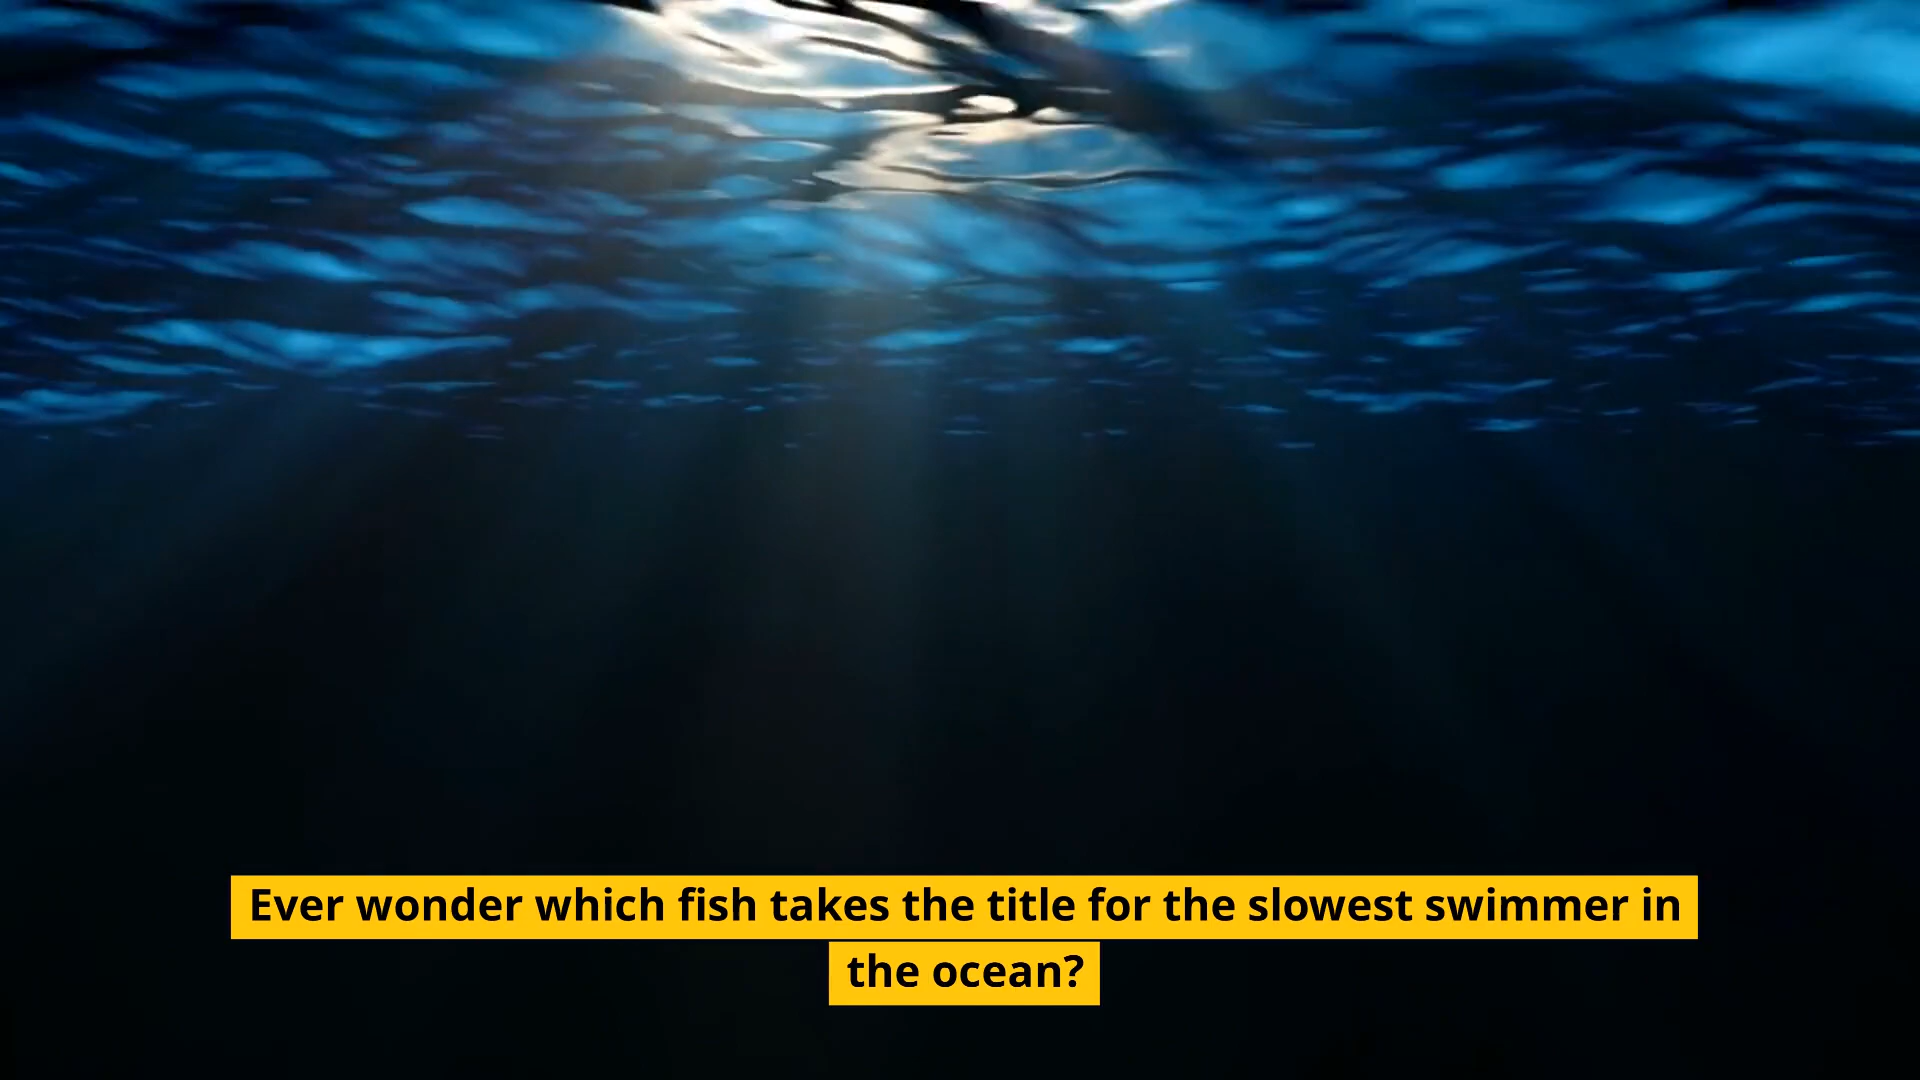 Ever wonder which fish takes the title for the slowest swimmer in
the ocean?